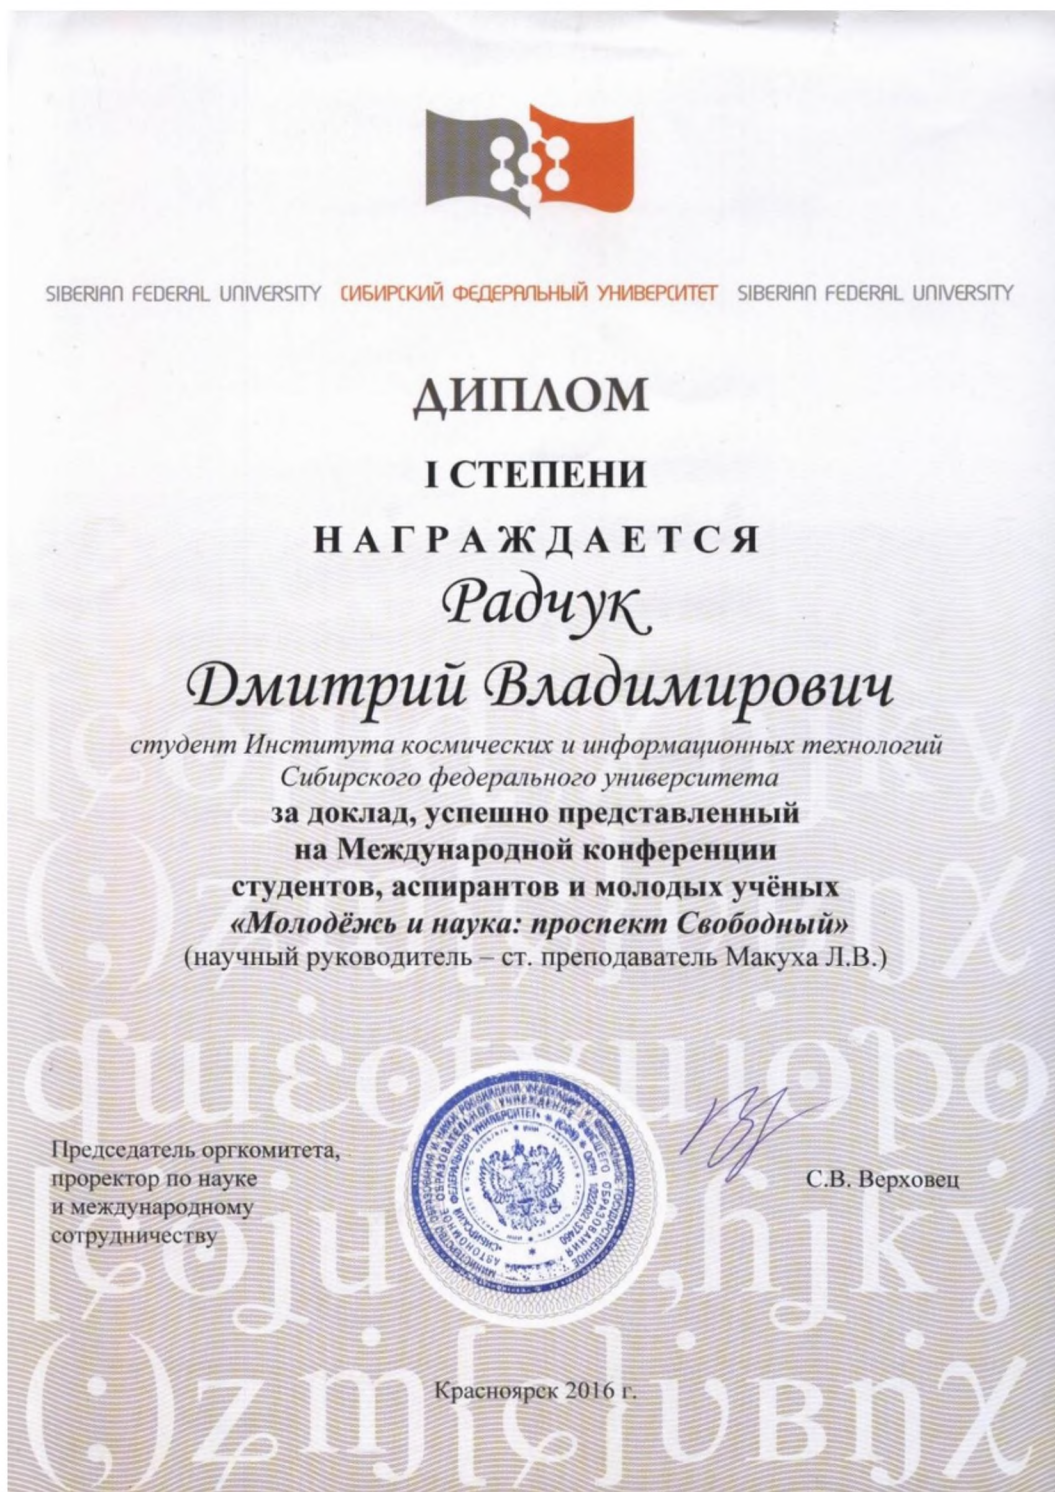 SIBERIAN FEDERAL UNIVERSITY СИБИРСКИЙ ФЕДЕРАЛЬНЫЙ УНИВЕРСИТЕТ SIBERIAN FEDERAL UNIVERSITY
ДИПЛОМ
I СТЕПЕНИ
НАГРАЖДАЕТСЯ
Радчук
Дмитрий Владимирович
студент Института космических и информационных технологий
Сибирского федерального университета
за доклад, успешно представленный
на Международной конференции
студентов, аспирантов и молодых учёных
«Молодёжь и наука: проспект Свободный»
(научный руководитель – ст. преподаватель Макуха Л.В.)
Председатель оргкомитета,
проректор по науке
и международному
сотрудничеству
С.В. Верховец
Красноярск 2016 г.